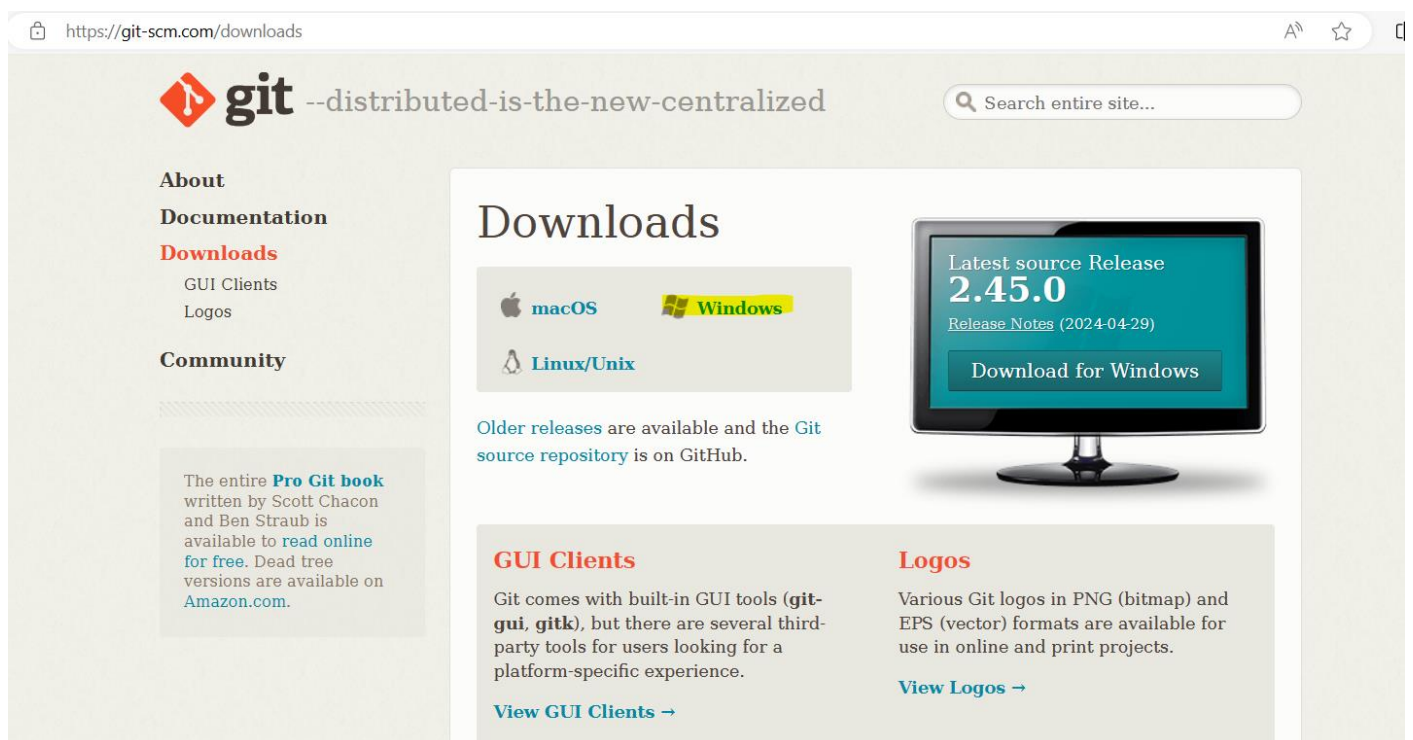 https://git-scm.com/downloads
git --distributed-is-the-new-centralized
Search entire site...
About
Documentation
Downloads
GUI Clients
Logos
Community
The entire Pro Git book
written by Scott Chacon
and Ben Straub is
available to read online
for free. Dead tree
versions are available on
Amazon.com.
Downloads
macOS
Windows
Linux/Unix
Older releases are available and the Git
source repository is on GitHub.
Latest source Release
2.45.0
Release Notes (2024-04-29)
Download for Windows
GUI Clients
Git comes with built-in GUI tools (git-
gui, gitk), but there are several third-
party tools for users looking for a
platform-specific experience.
View GUI Clients →
Logos
Various Git logos in PNG (bitmap) and
EPS (vector) formats are available for
use in online and print projects.
View Logos →